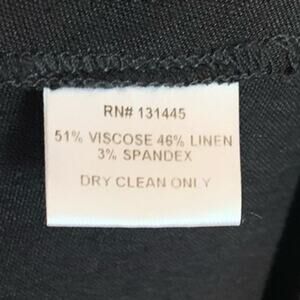 RN# 131445
51% VISCOSE 46% LINEN
3% SPANDEX
DRY CLEAN ONLY